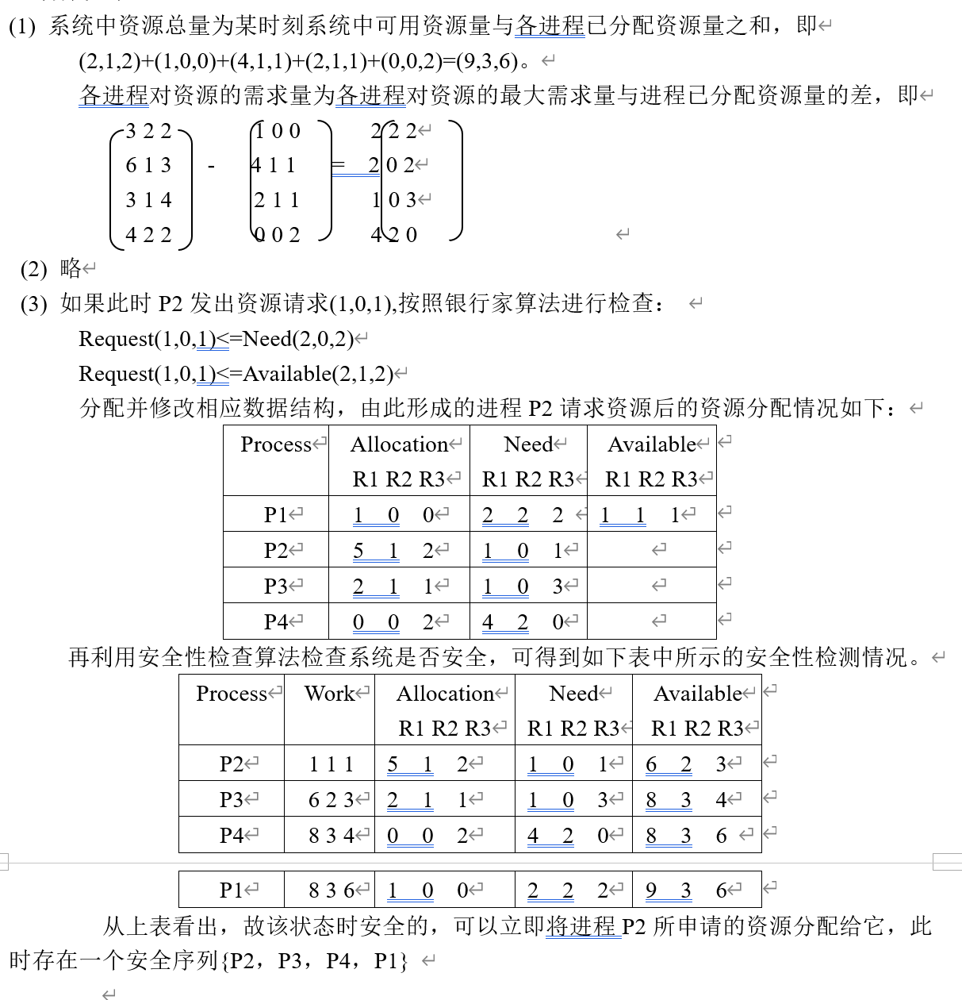 (1) 系统中资源总量为某时刻系统中可用资源量与各进程已分配资源量之和，即
(2,1,2)+(1,0,0)+(4,1,1)+(2,1,1)+(0,0,2)=(9,3,6)。
各进程对资源的需求量为各进程对资源的最大需求量与进程已分配资源量的差，即
3 2 2 1 0 0 2 2 2
6 1 3 - 4 1 1 = 2 0 2
3 1 4 2 1 1 1 0 3
4 2 2 0 0 2 4 2 0
(2) 略
(3) 如果此时 P2 发出资源请求(1,0,1),按照银行家算法进行检查：
Request(1,0,1)<=Need(2,0,2)
Request(1,0,1)<=Available(2,1,2)
分配并修改相应数据结构，由此形成的进程 P2 请求资源后的资源分配情况如下：
Process Allocation Need Available
R1 R2 R3 R1 R2 R3 R1 R2 R3
P1 1 0 0 2 2 2 1 1 1
P2 5 1 2 1 0 1
P3 2 1 1 1 0 3
P4 0 0 2 4 2 0
再利用安全性检查算法检查系统是否安全，可得到如下表中所示的安全性检测情况。
Process Work Allocation Need Available
R1 R2 R3 R1 R2 R3 R1 R2 R3
P2 1 1 1 5 1 2 1 0 1 6 2 3
P3 6 2 3 2 1 1 1 0 3 8 3 4
P4 8 3 4 0 0 2 4 2 0 8 3 6
P1 8 3 6 1 0 0 2 2 2 9 3 6
从上表看出，故该状态时安全的，可以立即将进程 P2 所申请的资源分配给它，此
时存在一个安全序列{P2，P3，P4，P1}